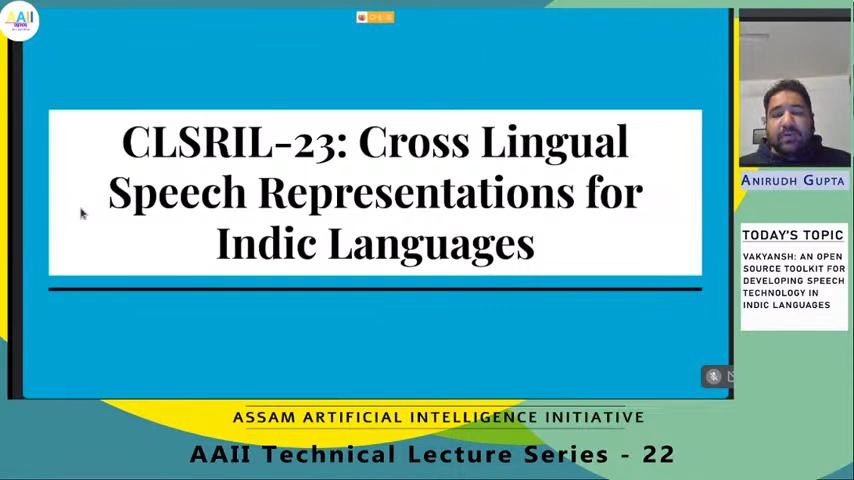 AAII
CLSRIL-23: Cross Lingual
Speech Representations for
Indic Languages
ANIRUDH GUPTA
TODAY'S TOPIC
VAKYANSH: AN OPEN
SOURCE TOOLKIT FOR
DEVELOPING SPEECH
TECHNOLOGY IN
INDIC LANGUAGES
ASSAM ARTIFICIAL INTELLIGENCE INITIATIVE
AAII Technical Lecture Series - 22